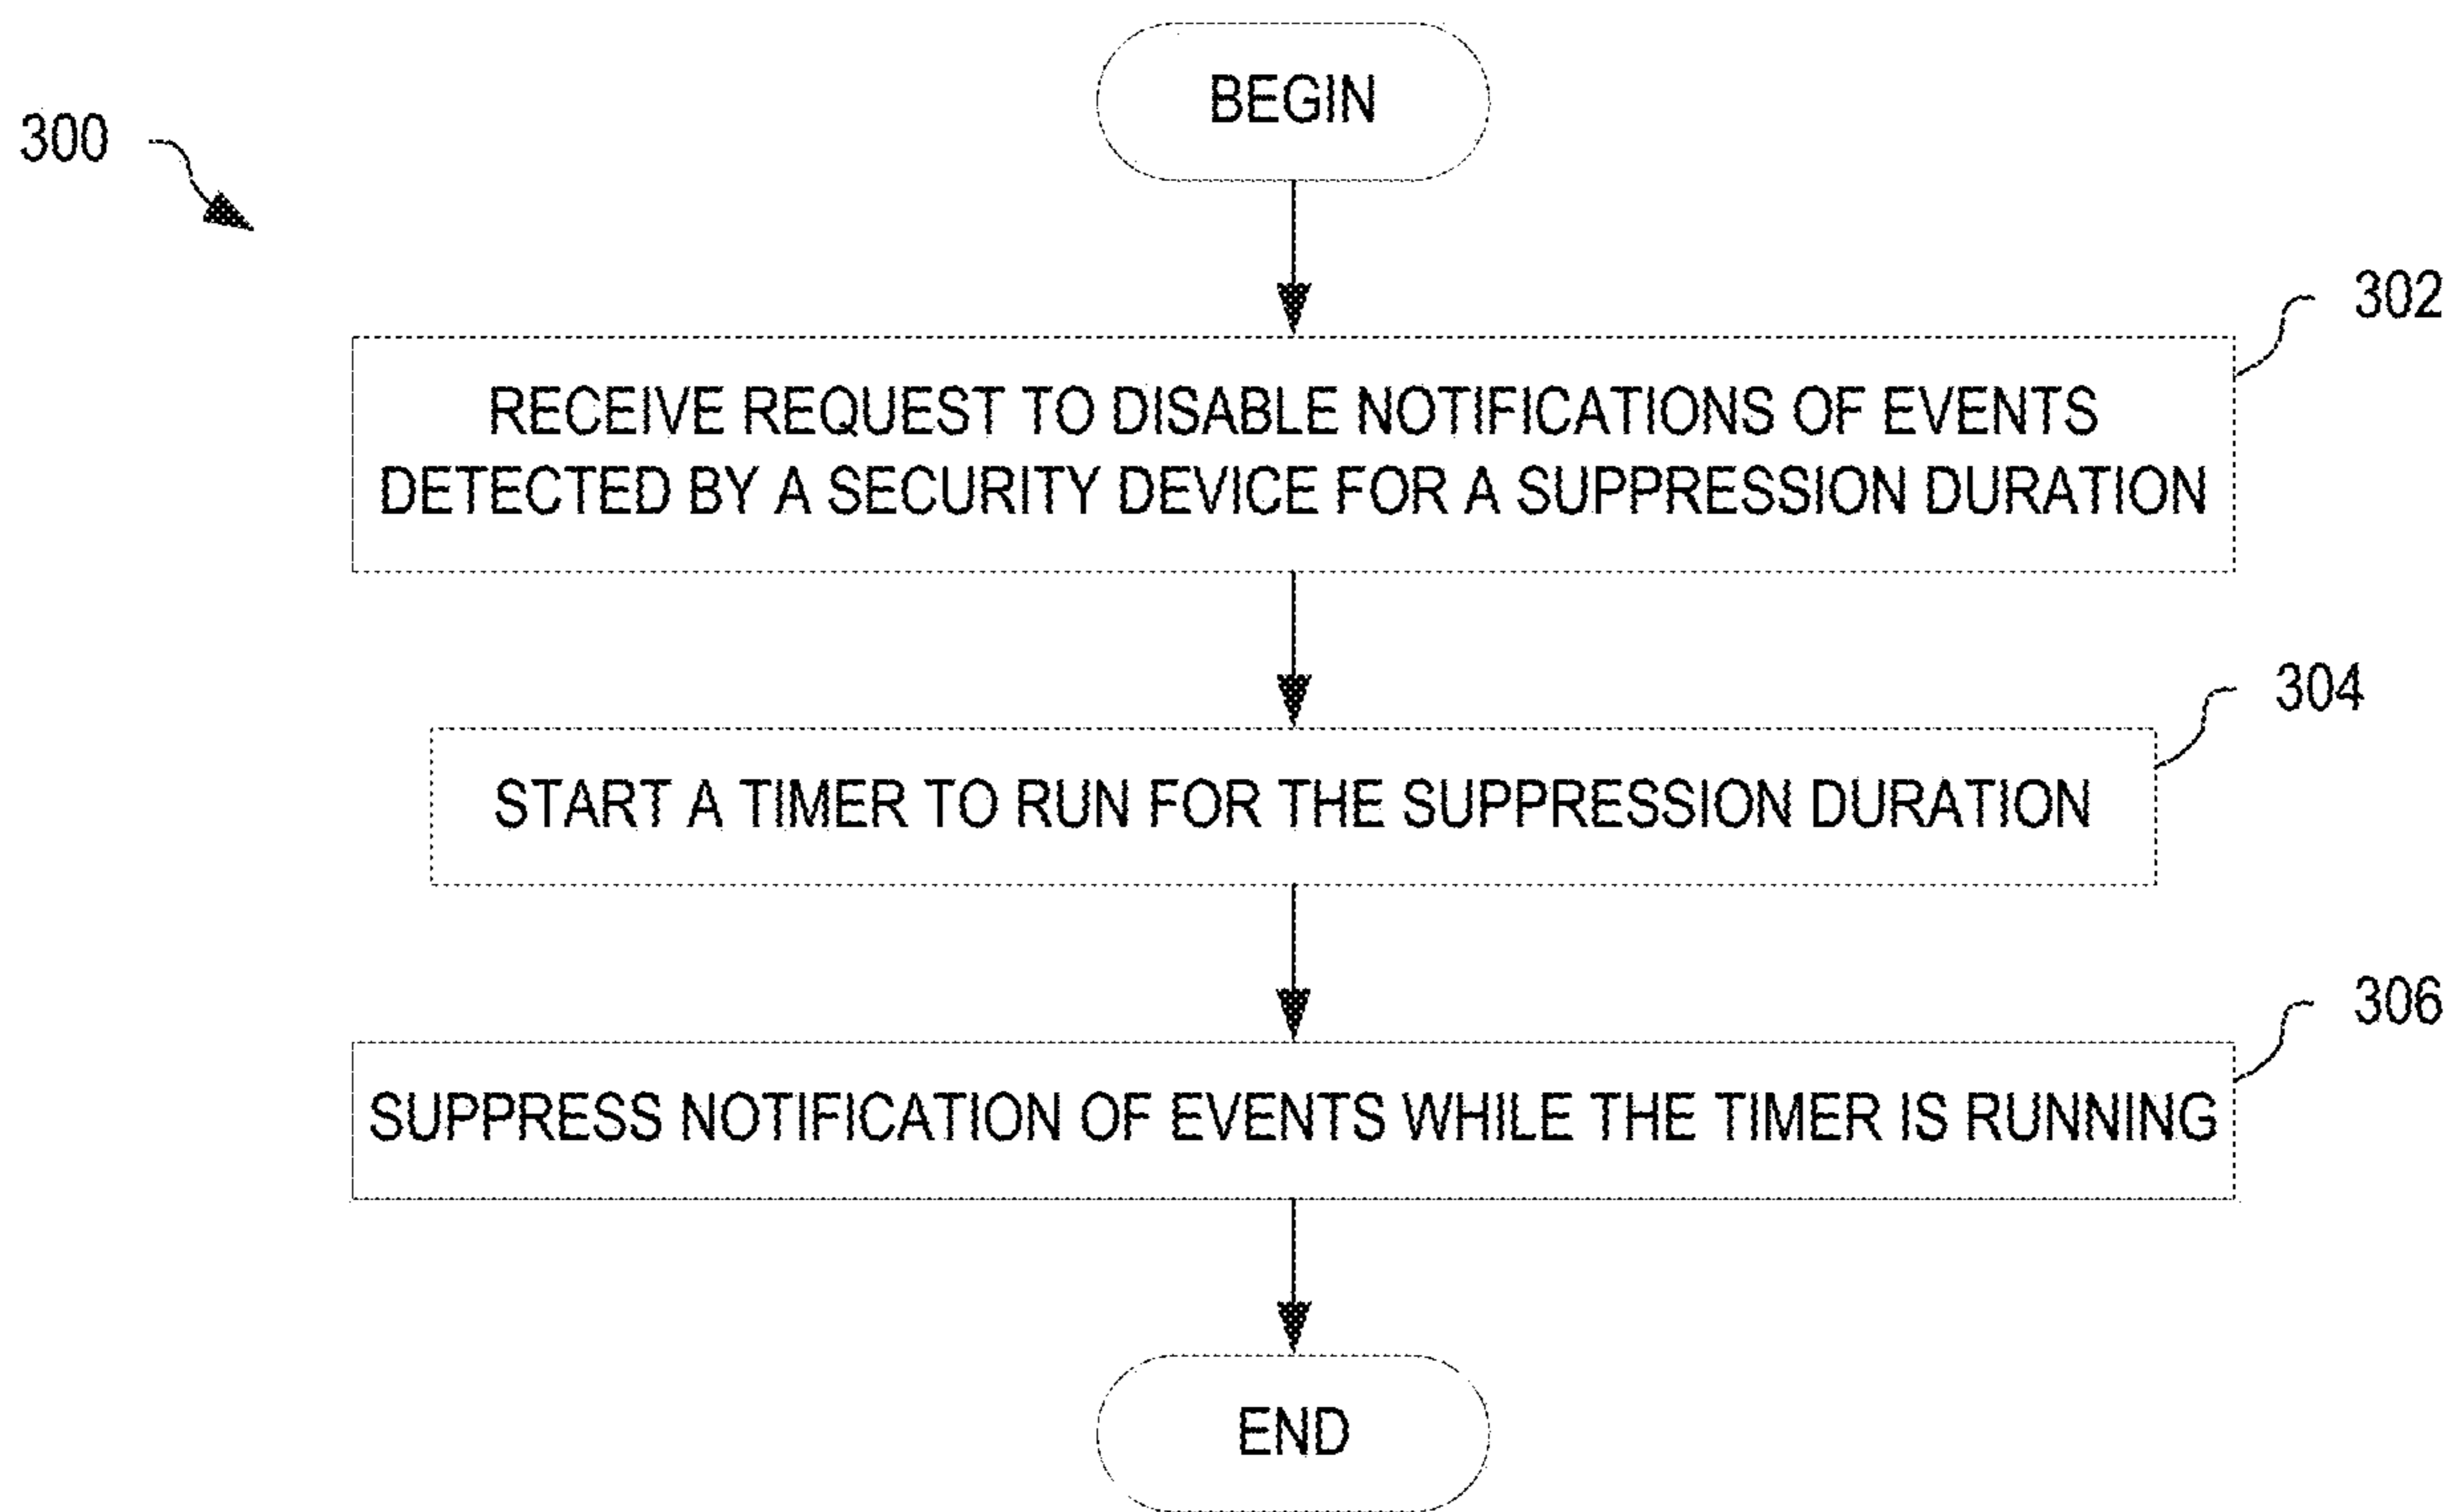 BEGIN
300
302
RECEIVE REQUEST TO DISABLE NOTIFICATIONS OF EVENTS
DETECTED BY A SECURITY DEVICE FOR A SUPPRESSION DURATION
304
START A TIMER TO RUN FOR THE SUPPRESSION DURATION
306
SUPPRESS NOTIFICATION OF EVENTS WHILE THE TIMER IS RUNNING
END